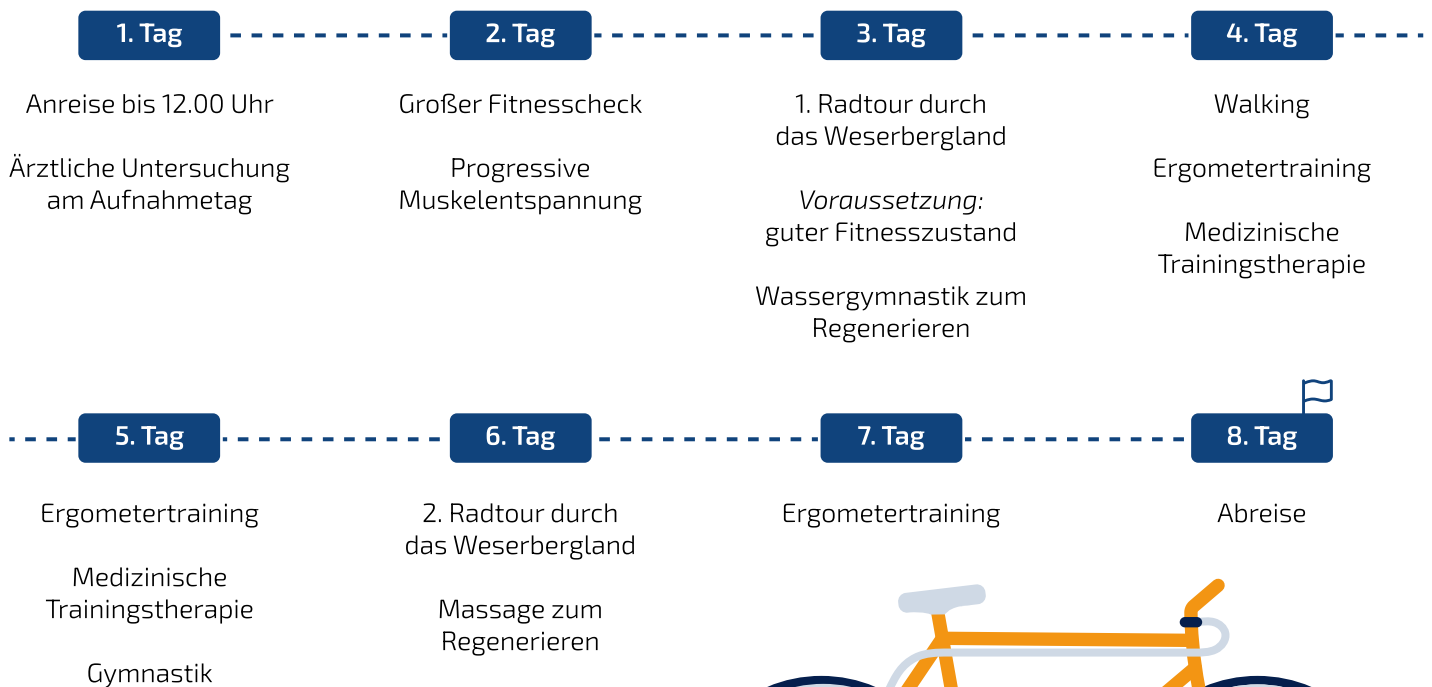 1. Tag
Anreise bis 12.00 Uhr
Ärztliche Untersuchung
am Aufnahmetag
2. Tag
Großer Fitnesscheck
Progressive
Muskelentspannung
3. Tag
1. Radtour durch
das Weserbergland
Voraussetzung:
guter Fitnesszustand
Wassergymnastik zum
Regenerieren
4. Tag
Walking
Ergometertraining
Medizinische
Trainingstherapie
5. Tag
Ergometertraining
Medizinische
Trainingstherapie
Gymnastik
6. Tag
2. Radtour durch
das Weserbergland
Massage zum
Regenerieren
7. Tag
Ergometertraining
8. Tag
Abreise